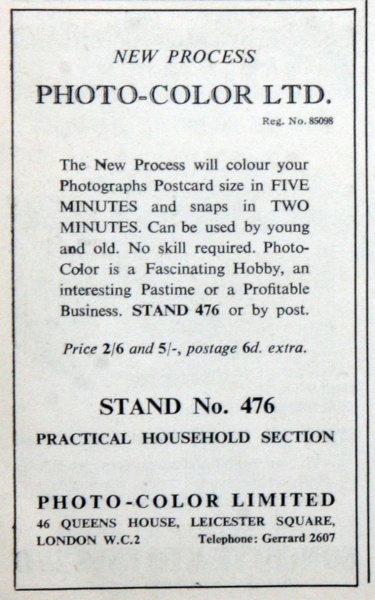 NEW PROCESS
PHOTO-COLOR LTD.
Reg. No. 85098
The New Process will colour your
Photographs Postcard size in FIVE
MINUTES and snaps in TWO
MINUTES. Can be used by young
and old. No skill required. Photo-
Color is a Fascinating Hobby, an
interesting Pastime or a Profitable
Business. STAND 476 or by post.
Price 2/6 and 5/-, postage 6d. extra.
STAND No. 476
PRACTICAL HOUSEHOLD SECTION
PHOTO-COLOR LIMITED
46 QUEENS HOUSE, LEICESTER SQUARE,
LONDON W.C.2 Telephone: Gerrard 2607